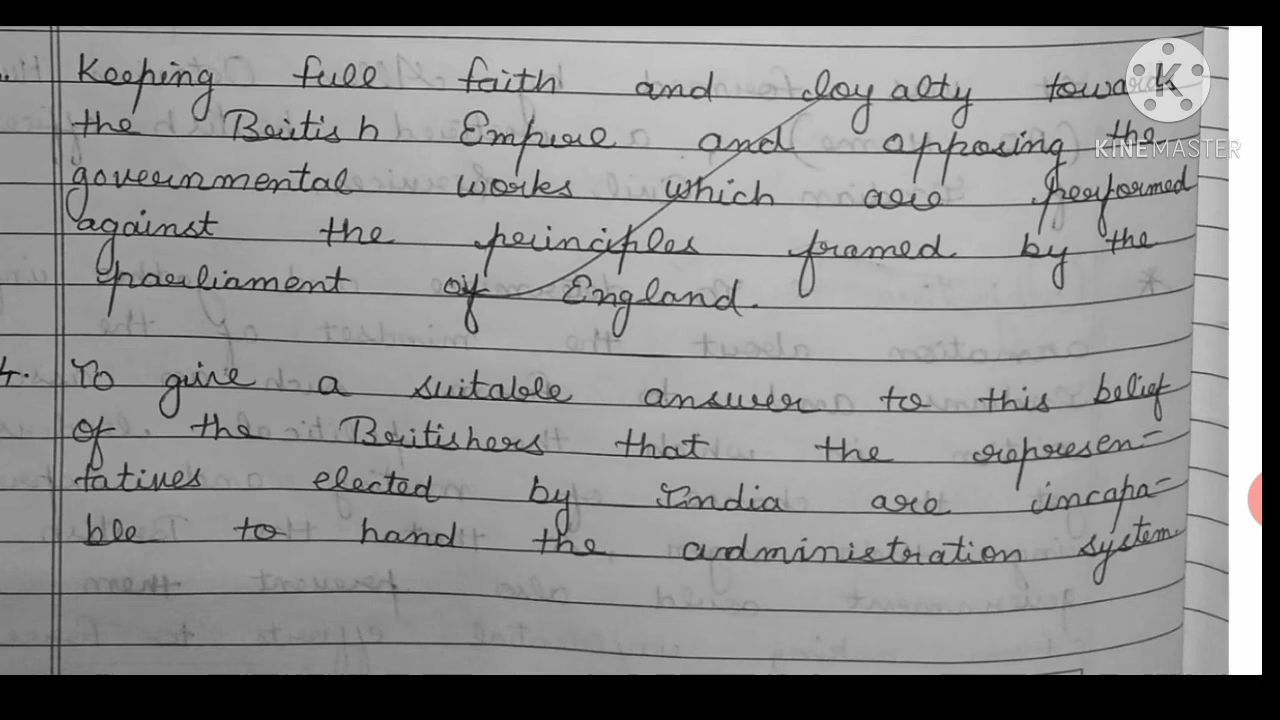 Keeping full faith and loyalty towards
the British Empire and opposing the
governmental works which are performed
against the principles framed by the
parliament of England.
4. To give a suitable answer to this belief
of the Britishers that the represen-
tatives elected by India are incapa-
ble to hand the administration system
KINEMASTER